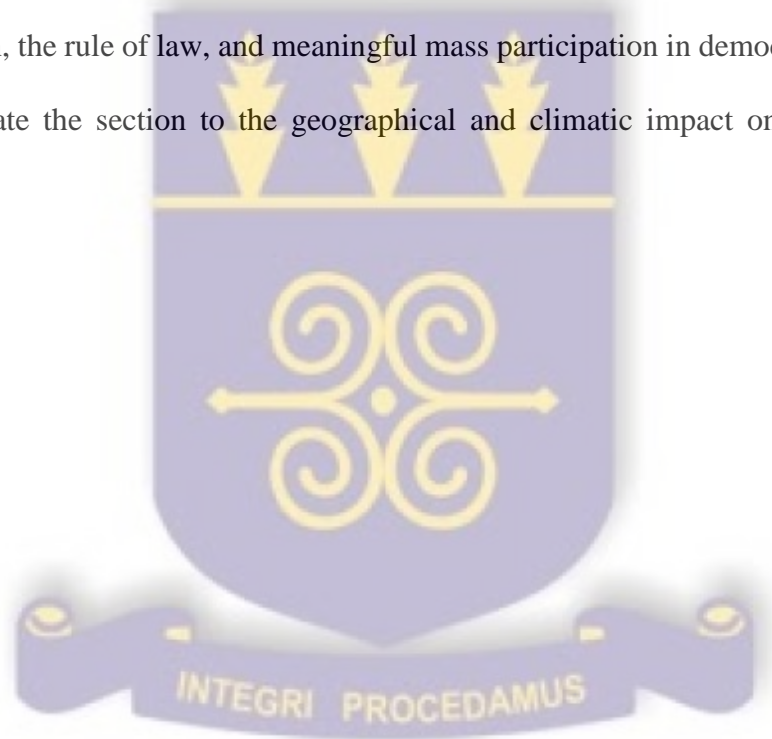 , the rule of law, and meaningful mass participation in democ
ate the section to the geographical and climatic impact on
INTEGRI PROCEDAMUS